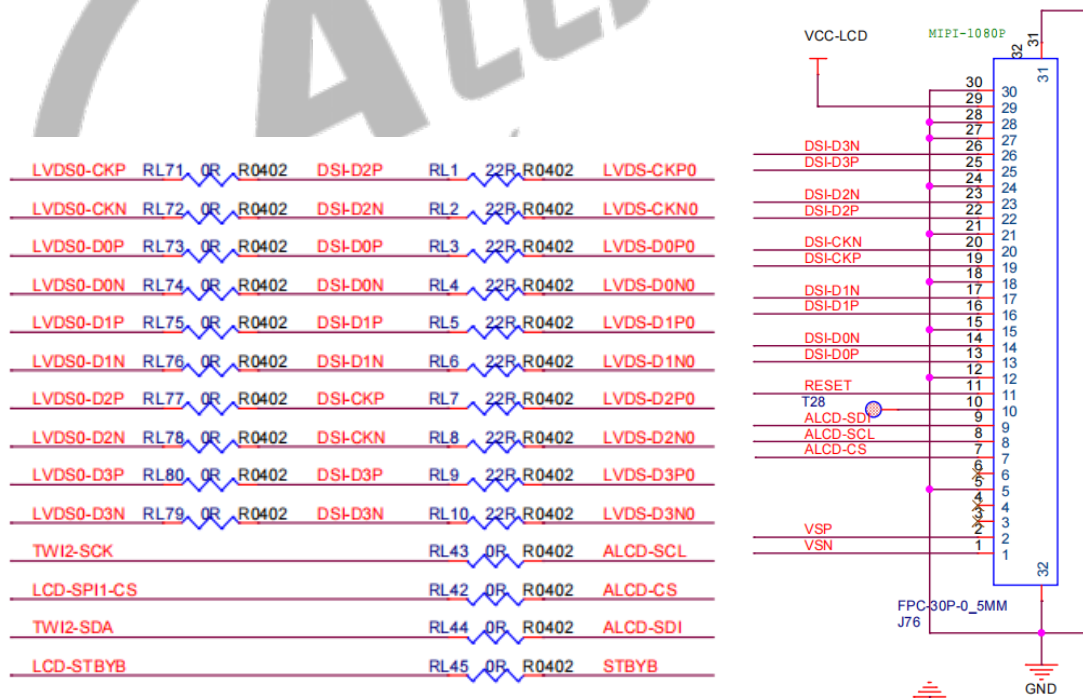 LVDS0-CKP RL71 0R R0402 DSI-D2P RL1 22R R0402 LVDS-CKP0
LVDS0-CKN RL72 0R R0402 DSI-D2N RL2 22R R0402 LVDS-CKN0
LVDS0-D0P RL73 0R R0402 DSI-D0P RL3 22R R0402 LVDS-D0P0
LVDS0-D0N RL74 0R R0402 DSI-D0N RL4 22R R0402 LVDS-D0N0
LVDS0-D1P RL75 0R R0402 DSI-D1P RL5 22R R0402 LVDS-D1P0
LVDS0-D1N RL76 0R R0402 DSI-D1N RL6 22R R0402 LVDS-D1N0
LVDS0-D2P RL77 0R R0402 DSI-CKP RL7 22R R0402 LVDS-D2P0
LVDS0-D2N RL78 0R R0402 DSI-CKN RL8 22R R0402 LVDS-D2N0
LVDS0-D3P RL80 0R R0402 DSI-D3P RL9 22R R0402 LVDS-D3P0
LVDS0-D3N RL79 0R R0402 DSI-D3N RL10 22R R0402 LVDS-D3N0
TWI2-SCK RL43 0R R0402 ALCD-SCL
LCD-SPI1-CS RL42 0R R0402 ALCD-CS
TWI2-SDA RL44 0R R0402 ALCD-SDI
LCD-STBYB RL45 0R R0402 STBYB
VCC-LCD MIPI-1080P
32 31
31
30 30
29 29
28 28
27 27
DSI-D3N 26 26
DSI-D3P 25 25
24 24
DSI-D2N 23 23
DSI-D2P 22 22
21 21
DSI-CKN 20 20
DSI-CKP 19 19
18 18
DSI-D1N 17 17
DSI-D1P 16 16
15 15
DSI-D0N 14 14
DSI-D0P 13 13
12 12
RESET 11 11
T28 10 10
ALCD-SDI 9 9
ALCD-SCL 8 8
ALCD-CS 7 7
6 6
5 5
4 4
3 3
VSP 2 2
VSN 1 1
32
FPC-30P-0_5MM
J76
GND